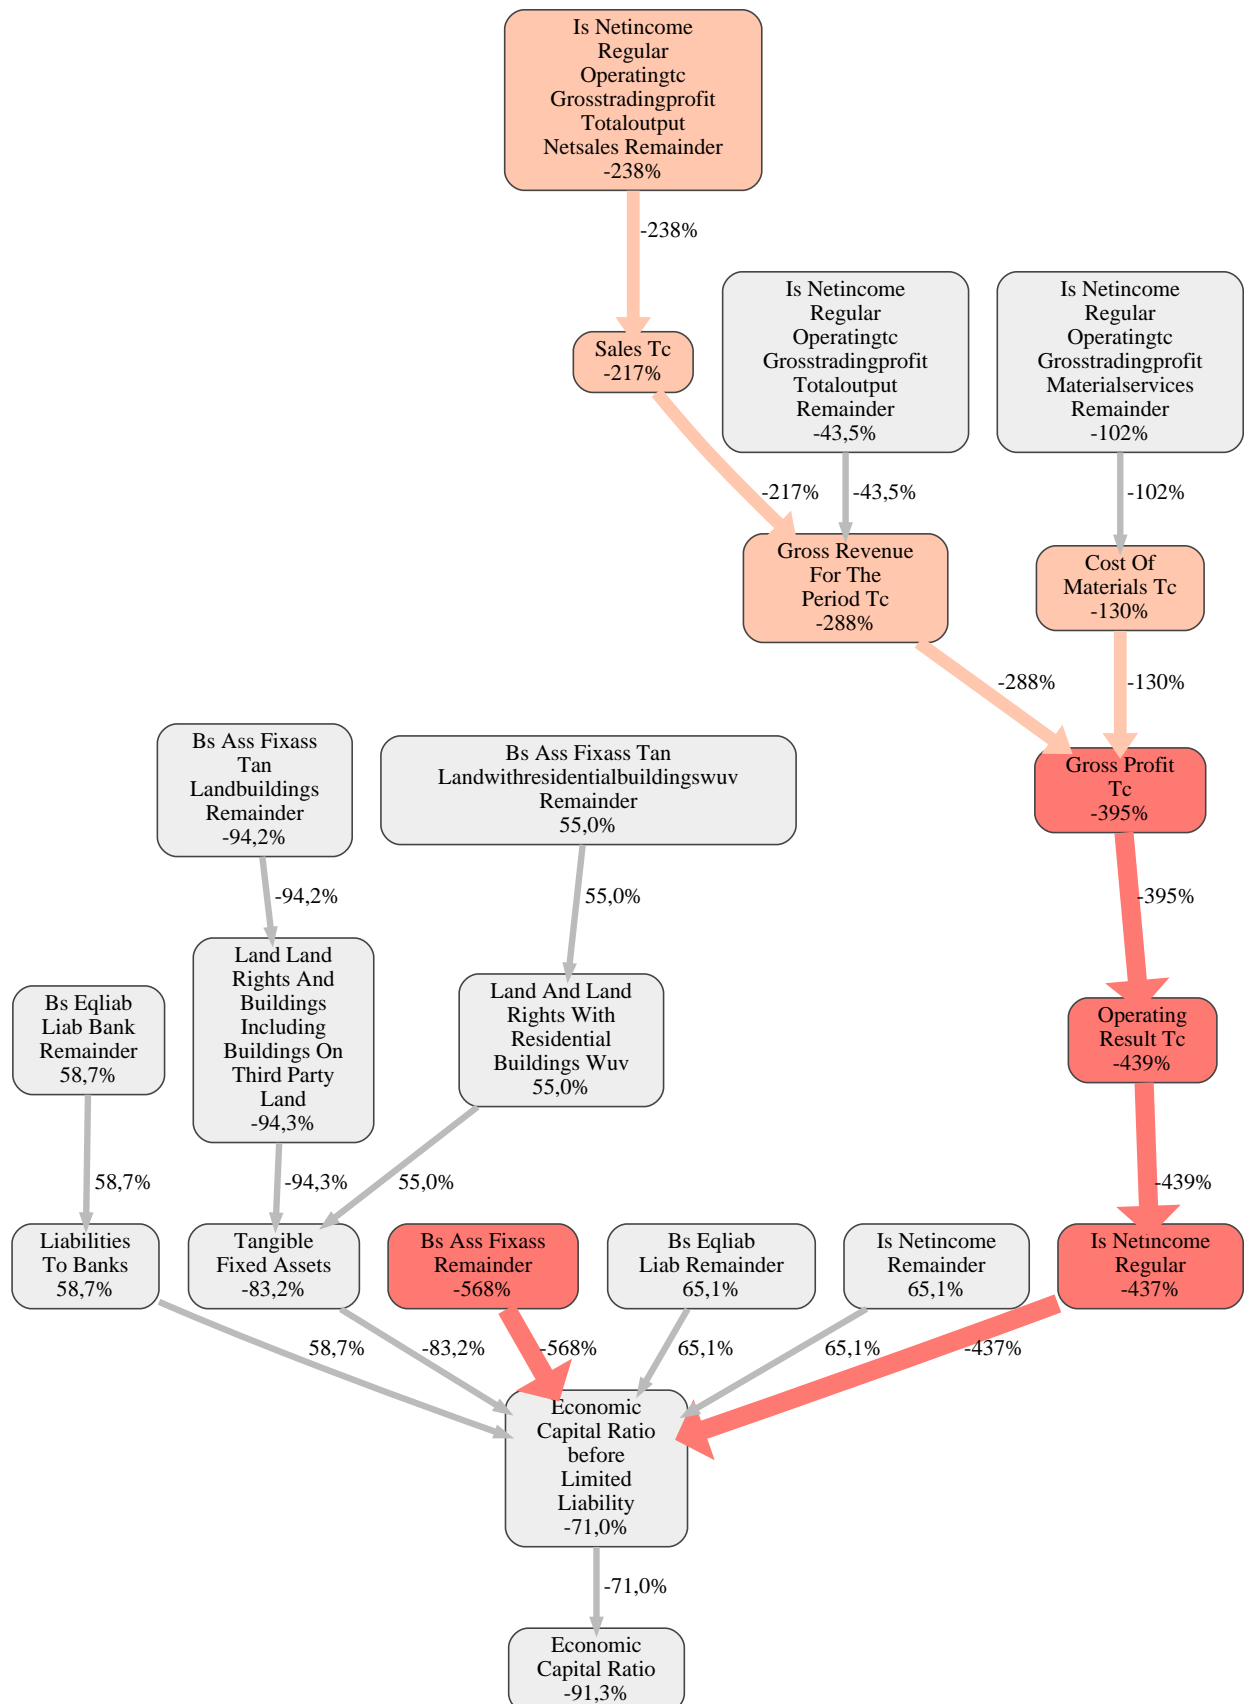 Is Netincome
Regular
Operatingtc
Grosstradingprofit
Totaloutput
Netsales Remainder
-238%
-238%
Is Netincome
Regular
Operatingtc
Grosstradingprofit
Totaloutput
Remainder
-43,5%
Is Netincome
Regular
Operatingtc
Grosstradingprofit
Materialservices
Remainder
-102%
Sales Tc
-217%
-217%
-43,5%
-102%
Gross Revenue
For The
Period Tc
-288%
Cost Of
Materials Tc
-130%
-288%
-130%
Bs Ass Fixass
Tan
Landbuildings
Remainder
-94,2%
Bs Ass Fixass Tan
Landwithresidentialbuildingswuv
Remainder
55,0%
Gross Profit
Tc
-395%
-94,2%
55,0%
-395%
Bs Eqliab
Liab Bank
Remainder
58,7%
Land Land
Rights And
Buildings
Including
Buildings On
Third Party
Land
-94,3%
Land And Land
Rights With
Residential
Buildings Wuv
55,0%
Operating
Result Tc
-439%
58,7%
-94,3%
55,0%
-439%
Liabilities
To Banks
58,7%
Tangible
Fixed Assets
-83,2%
Bs Ass Fixass
Remainder
-568%
Bs Eqliab
Liab Remainder
65,1%
Is Netincome
Remainder
65,1%
Is Netincome
Regular
-437%
58,7%
-83,2%
-568%
65,1%
65,1%
-437%
Economic
Capital Ratio
before
Limited
Liability
-71,0%
-71,0%
Economic
Capital Ratio
-91,3%